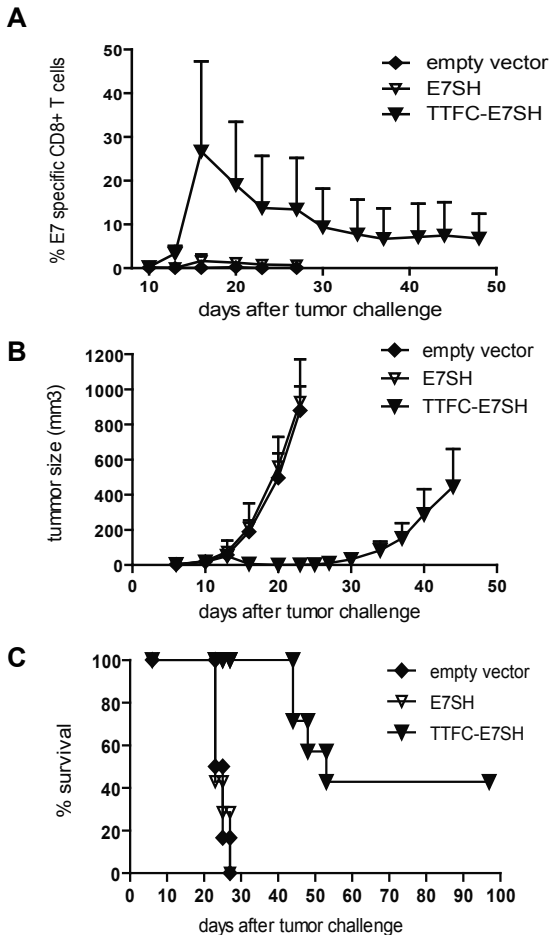 A
% E7 specific CD8+ T cells
50
40
30
20
10
0
10 20 30 40 50
days after tumor challenge
empty vector
E7SH
TTFC-E7SH
B
tummor size (mm3)
1200
1000
800
600
400
200
0
0 10 20 30 40 50
days after tumor challenge
empty vector
E7SH
TTFC-E7SH
C
% survival
100
80
60
40
20
0
0 10 20 30 40 50 60 70 80 90 100
days after tumor challenge
empty vector
E7SH
TTFC-E7SH